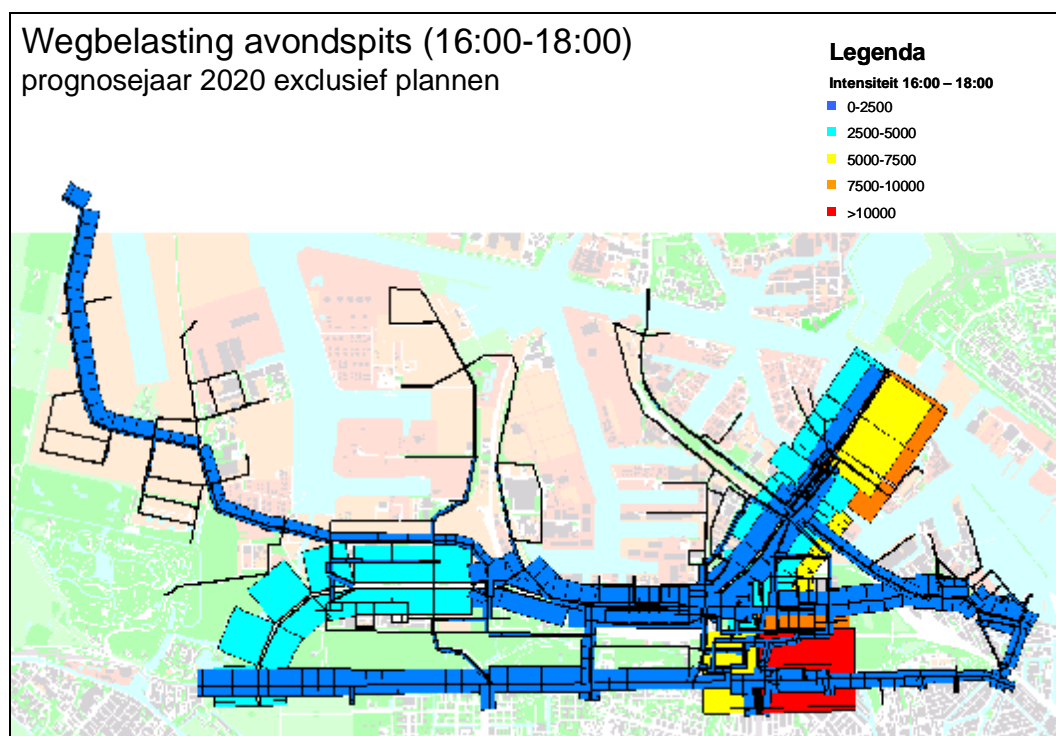 Wegbelasting avondspits (16:00-18:00)
prognosejaar 2020 exclusief plannen
Legenda
Intensiteit 16:00 – 18:00
0-2500
2500-5000
5000-7500
7500-10000
>10000